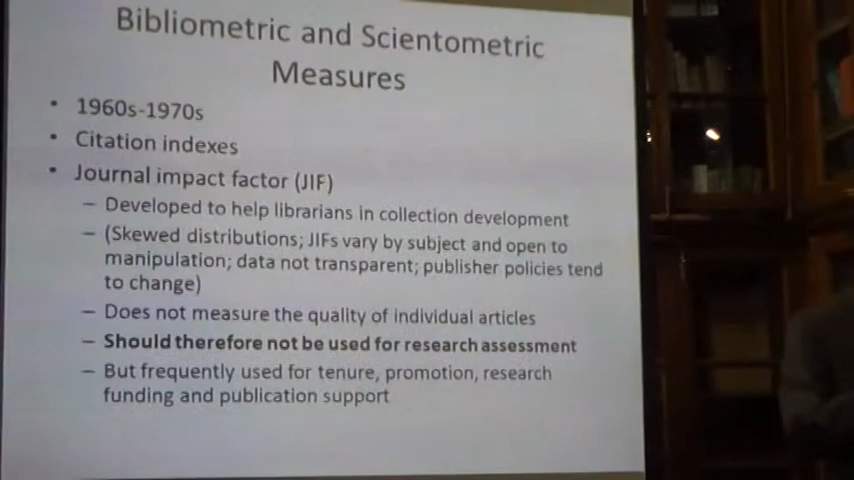 Bibliometric and Scientometric
Measures
• 1960s-1970s
• Citation indexes
• Journal impact factor (JIF)
– Developed to help librarians in collection development
– (Skewed distributions; JIFs vary by subject and open to
manipulation; data not transparent; publisher policies tend
to change)
– Does not measure the quality of individual articles
– Should therefore not be used for research assessment
– But frequently used for tenure, promotion, research
funding and publication support